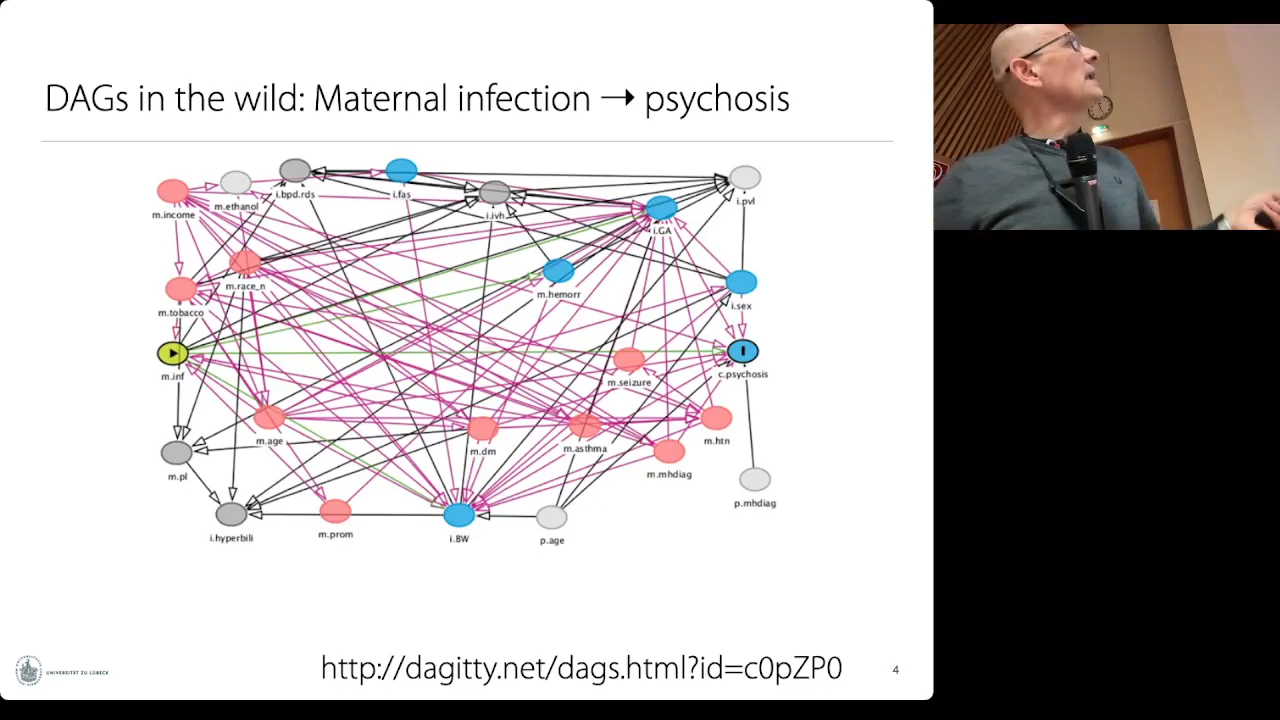 DAGs in the wild: Maternal infection → psychosis
m.income
m.ethanol
i.bpd.rds
i.fas
i.ivh
i.GA
i.pvl
m.race_n
m.tobacco
m.hemorr
i.sex
m.inf
m.seizure
c.psychosis
m.age
m.dm
m.asthma
m.htn
m.pl
m.mhdiag
p.mhdiag
i.hyperbili
m.prom
i.BW
p.age
UNIVERSITÄT ZU LÜBECK
http://dagitty.net/dags.html?id=c0pZP0
4